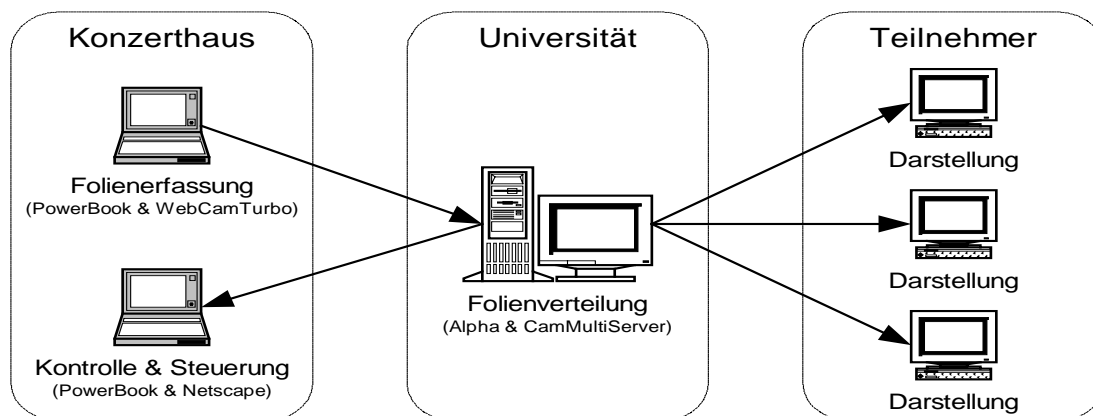 Konzerthaus
Folienerfassung
(PowerBook & WebCamTurbo)
Kontrolle & Steuerung
(PowerBook & Netscape)
Universität
Folienverteilung
(Alpha & CamMultiServer)
Teilnehmer
Darstellung
Darstellung
Darstellung